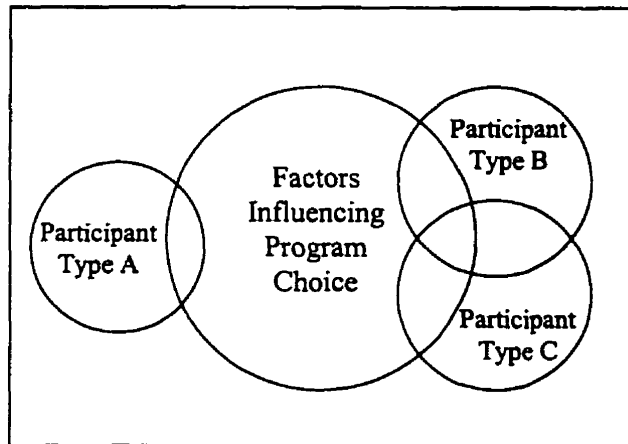 Participant
Type A
Factors
Influencing
Program
Choice
Participant
Type B
Participant
Type C